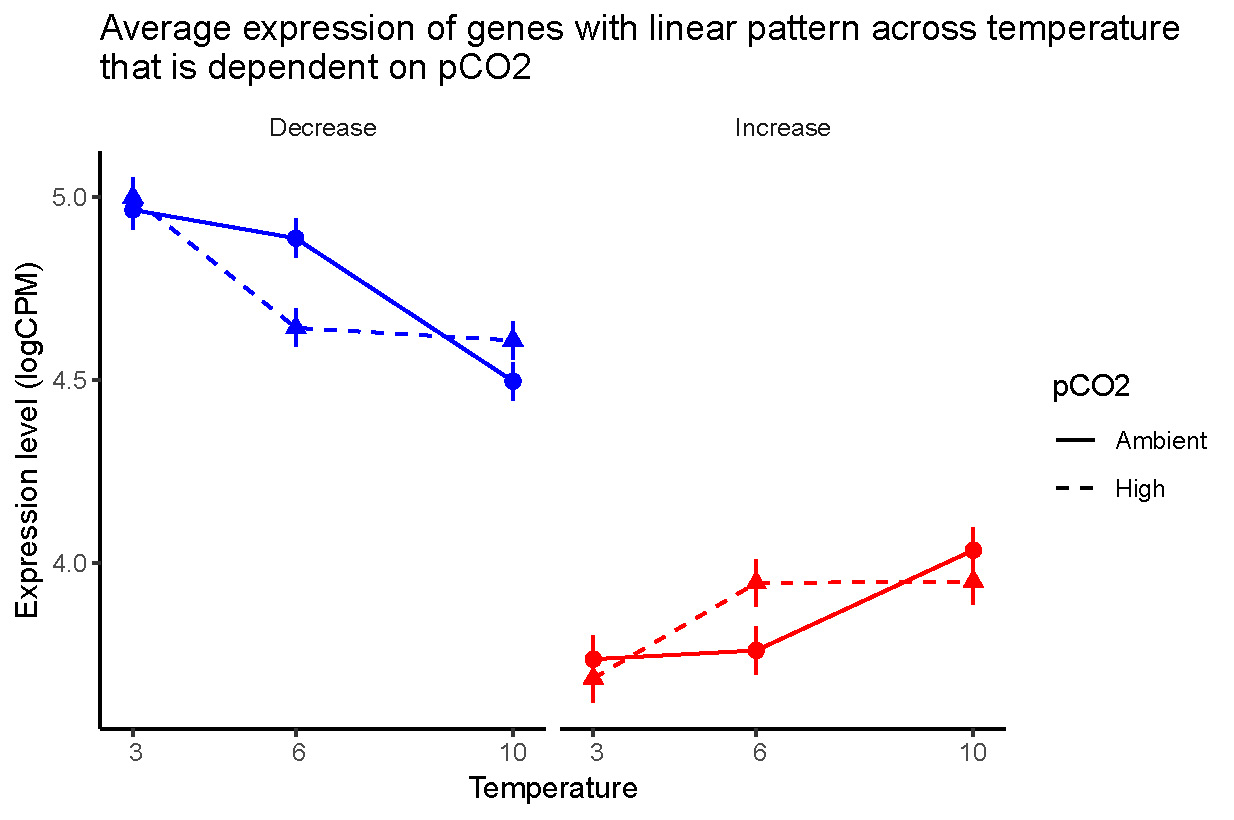 Average expression of genes with linear pattern across temperature
that is dependent on pCO2
Decrease
Increase
Expression level (logCPM)
5.0
4.5
4.0
3
6
10
3
6
10
Temperature
pCO2
Ambient
High